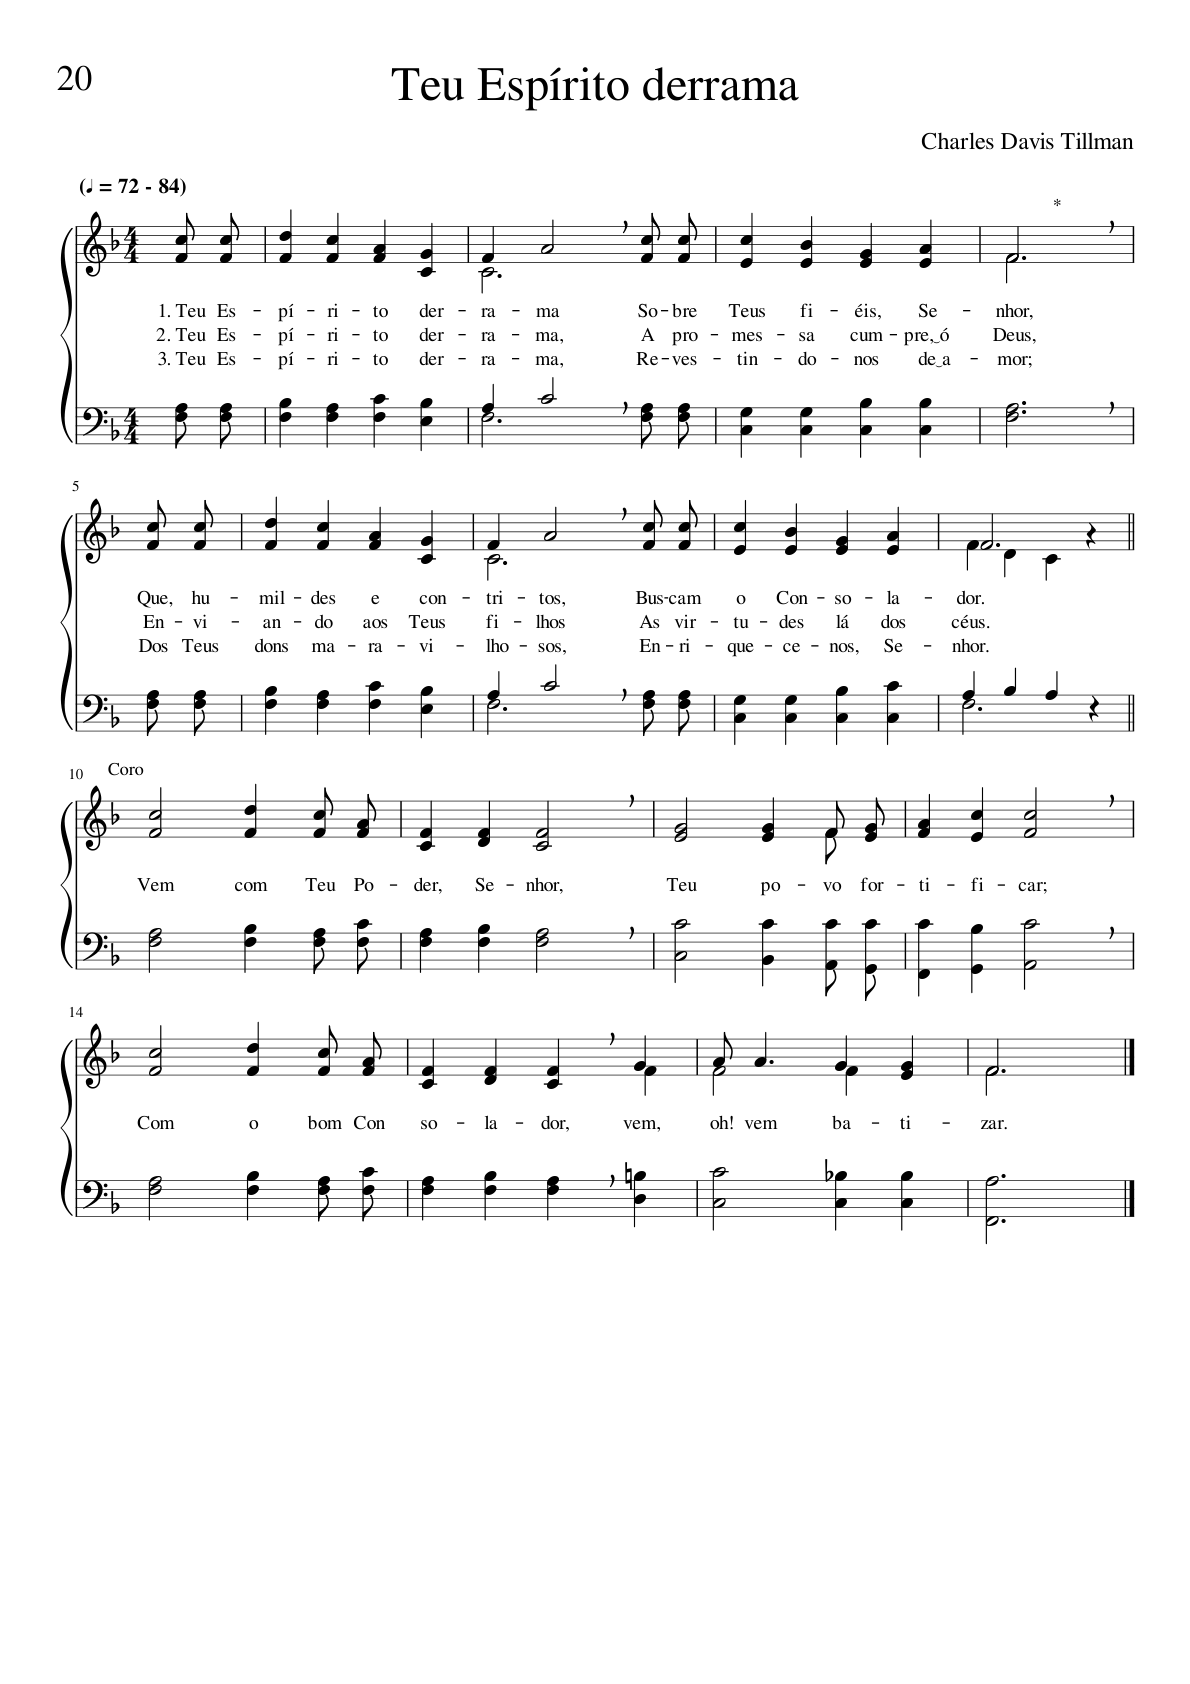 20
Teu Espírito derrama
Charles Davis Tillman
(♩ = 72 - 84)
*
1. Teu Es - pí - ri - to der - ra - ma So - bre Teus fi - éis, Se - nhor,
2. Teu Es - pí - ri - to der - ra - ma, A pro - mes - sa cum - pre,‿ó Deus,
3. Teu Es - pí - ri - to der - ra - ma, Re - ves - tin - do - nos de‿a - mor;
5
Que, hu - mil - des e con - tri - tos, Bus - cam o Con - so - la - dor.
En - vi - an - do aos Teus fi - lhos As vir - tu - des lá dos céus.
Dos Teus dons ma - ra - vi - lho - sos, En - ri - que - ce - nos, Se - nhor.
10 Coro
Vem com Teu Po - der, Se - nhor, Teu po - vo for - ti - fi - car;
14
Com o bom Con so - la - dor, vem, oh! vem ba - ti - zar.